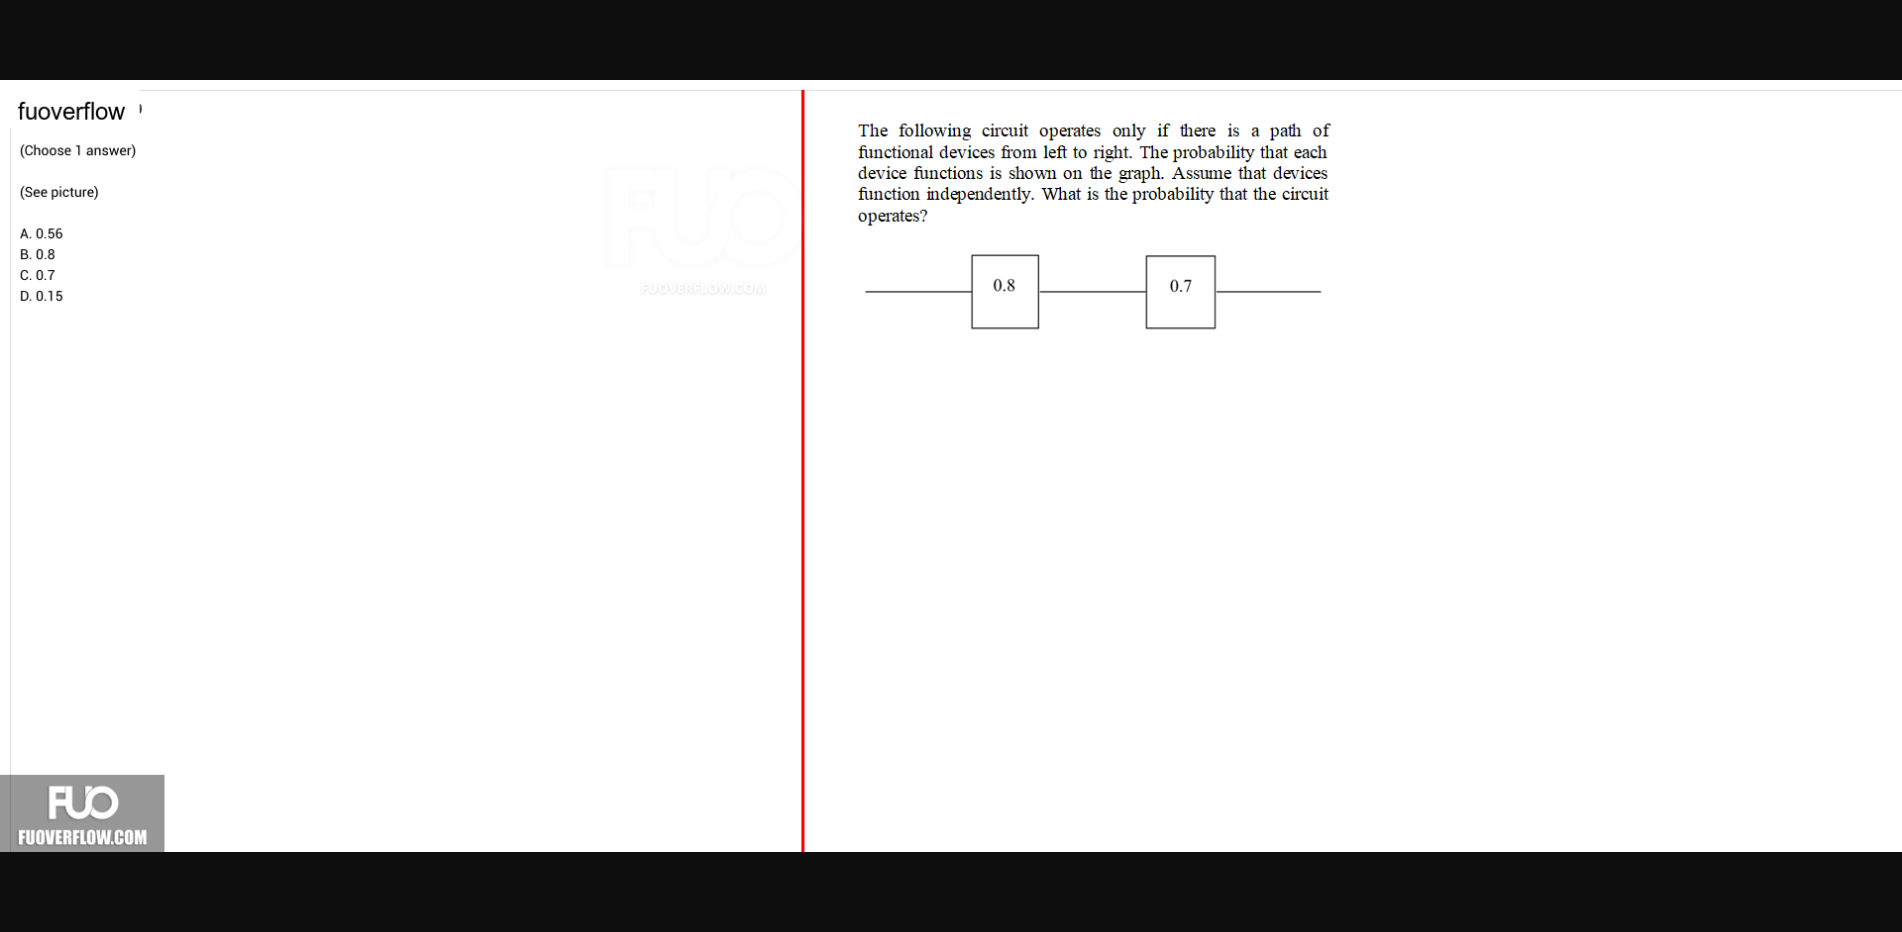 fuoverflow
(Choose 1 answer)
(See picture)
A. 0.56
B. 0.8
C. 0.7
D. 0.15
FUO
FUOVERFLOW.COM
The following circuit operates only if there is a path of
functional devices from left to right. The probability that each
device functions is shown on the graph. Assume that devices
function independently. What is the probability that the circuit
operates?
0.8
0.7
FUO
FUOVERFLOW.COM